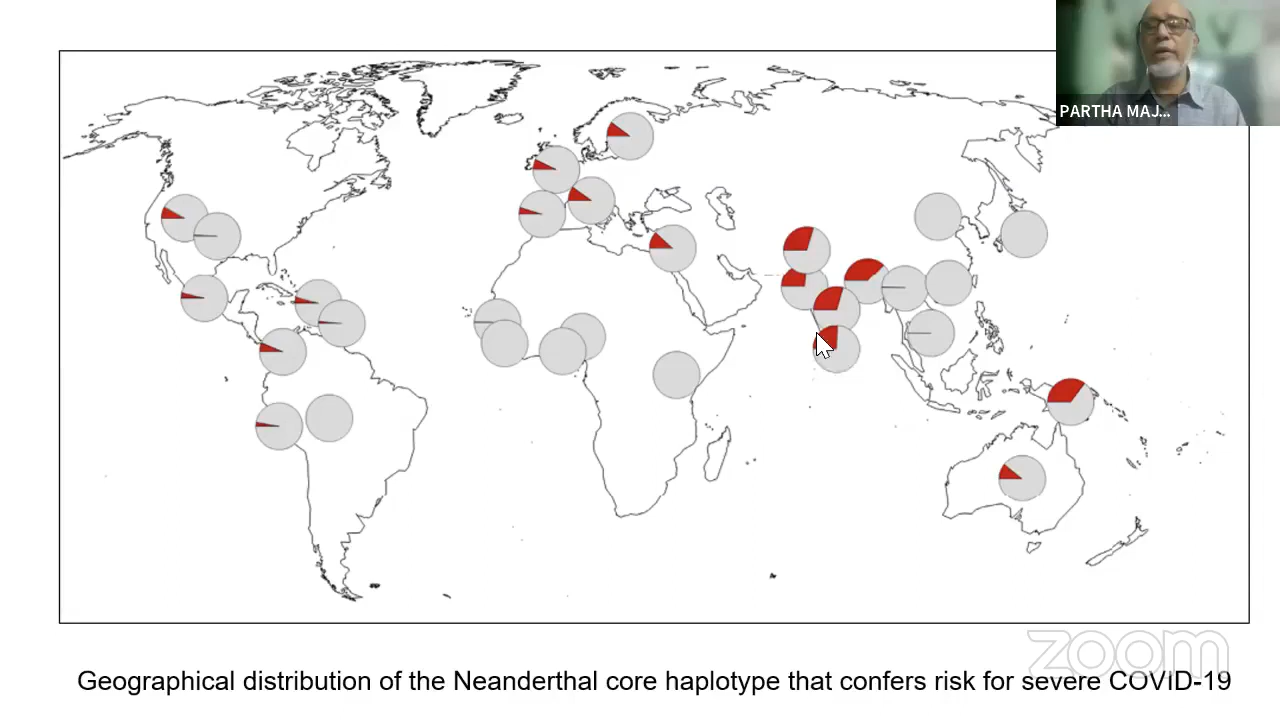 PARTHA MAJ...
zoom
Geographical distribution of the Neanderthal core haplotype that confers risk for severe COVID-19